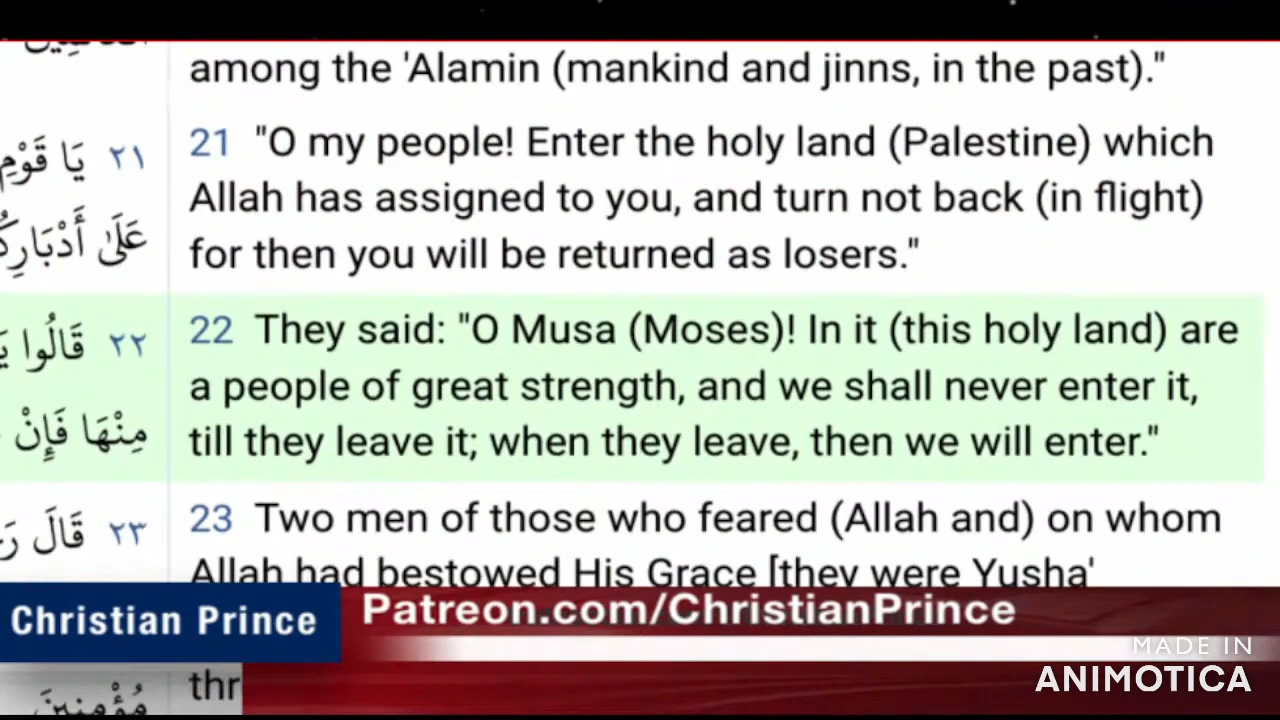 among the 'Alamin (mankind and jinns, in the past)."
٢١ يَا قَوْمِ
21 "O my people! Enter the holy land (Palestine) which
Allah has assigned to you, and turn not back (in flight)
for then you will be returned as losers."
عَلَىٰ
٢٢ قَالُوا
22 They said: "O Musa (Moses)! In it (this holy land) are
a people of great strength, and we shall never enter it,
till they leave it; when they leave, then we will enter."
مِنْهَا فَإِنْ
٢٣ قَالَ
23 Two men of those who feared (Allah and) on whom
Allah had bestowed His Grace [they were Yusha'
Christian Prince
Patreon.com/ChristianPrince
MADE IN
ANIMOTICA
thr
مُؤْمِنِينَ